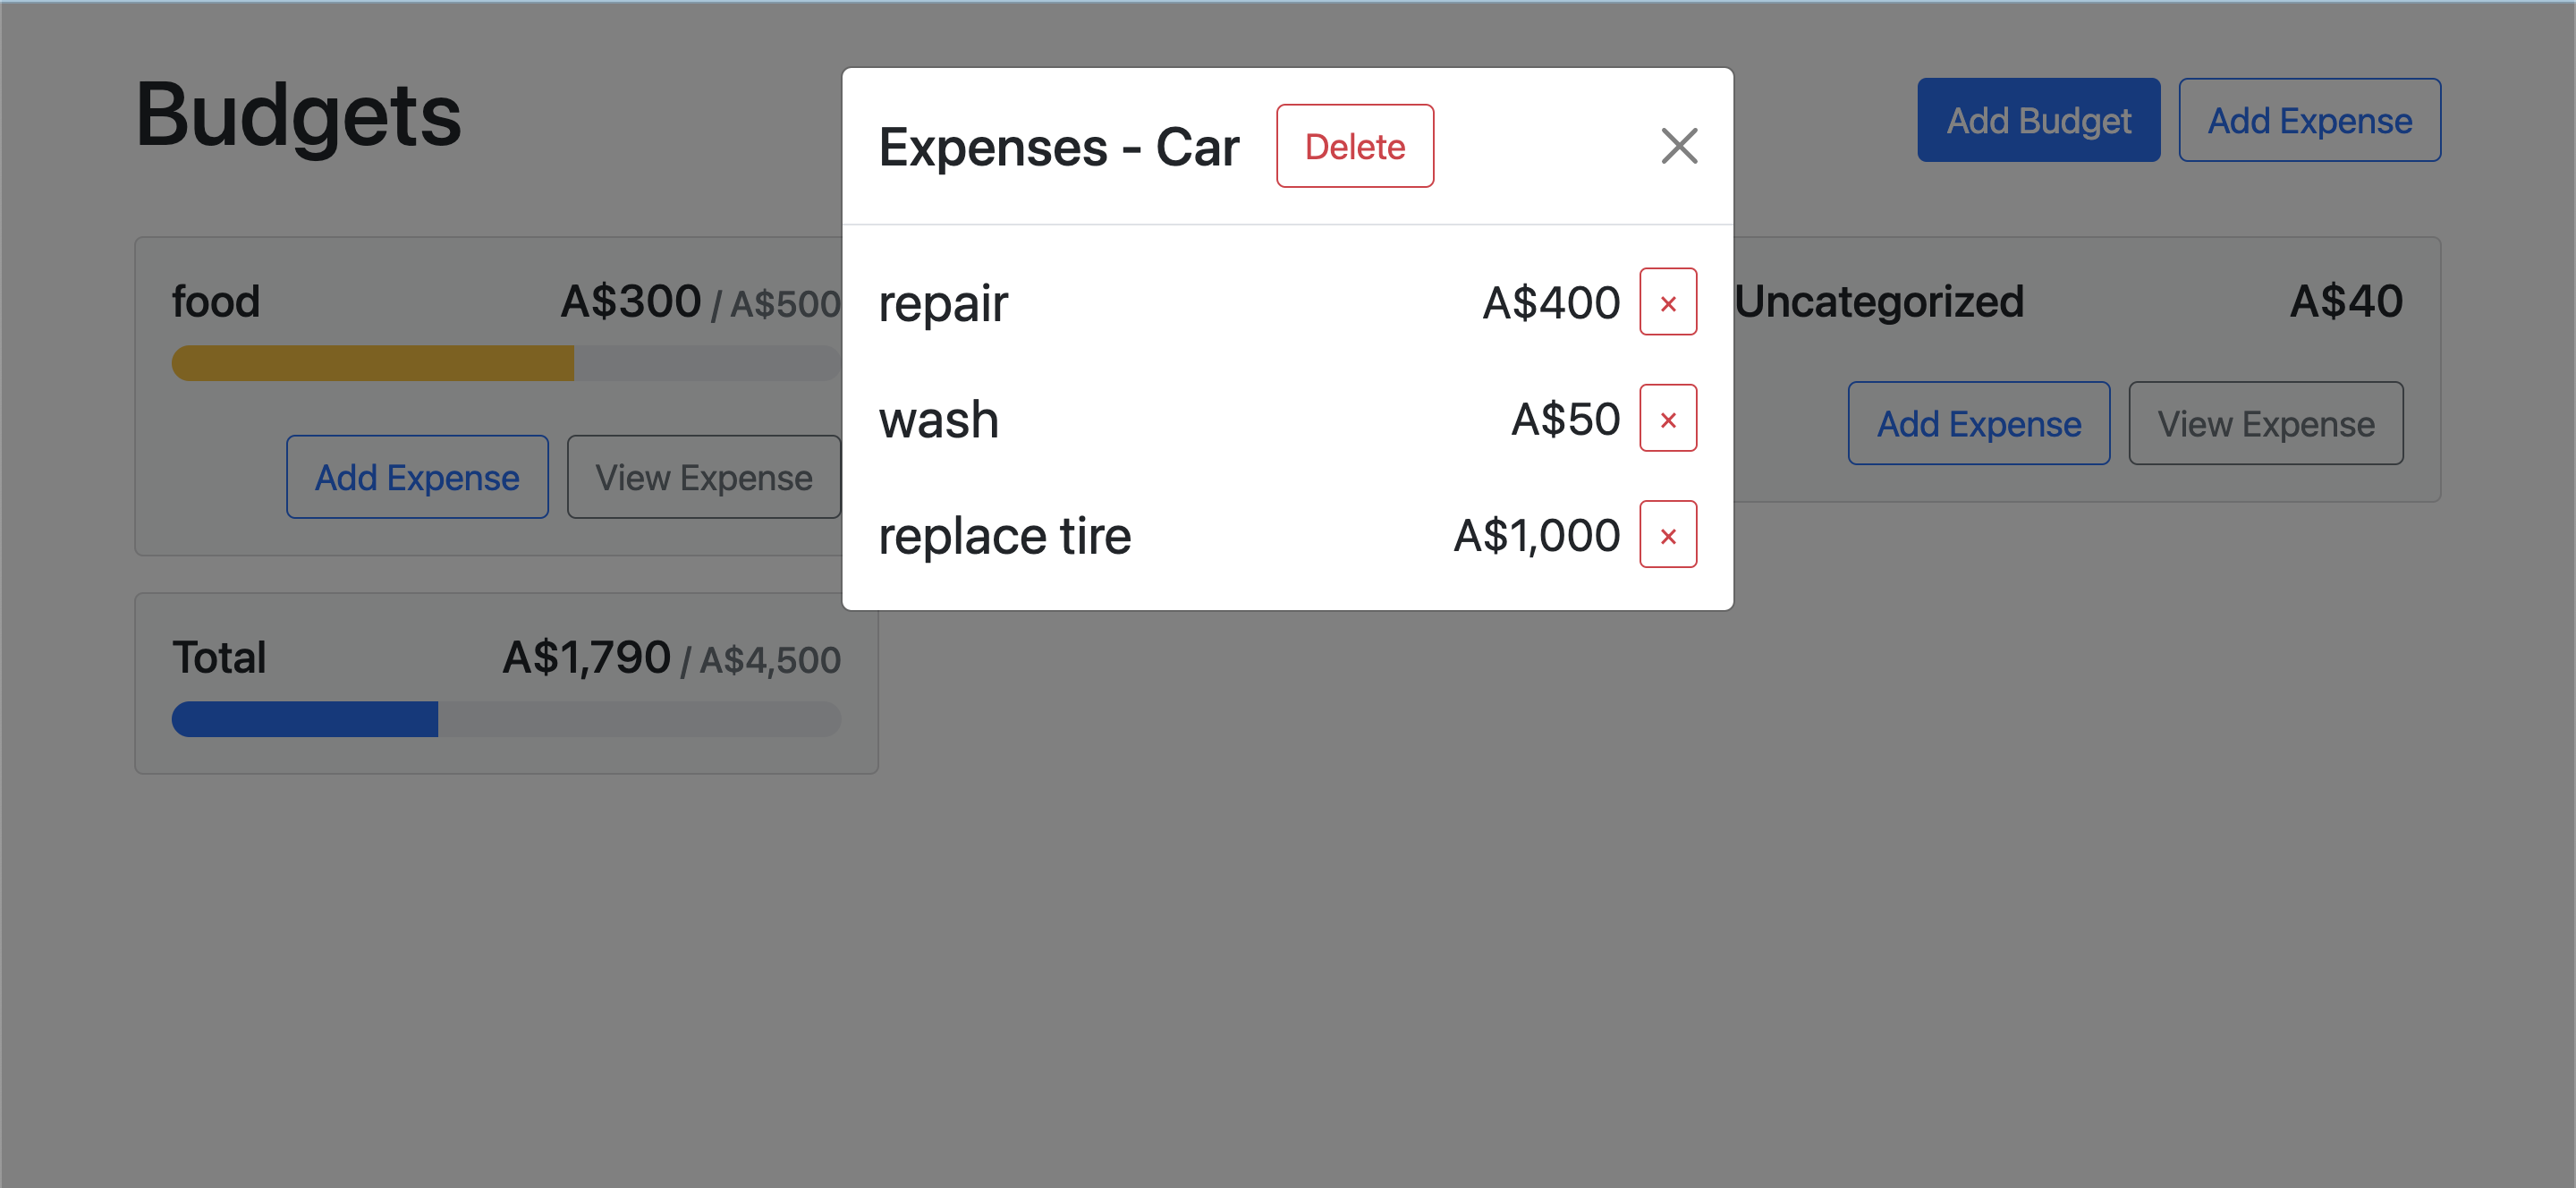 Budgets
Add Budget
Add Expense
Expenses - Car
Delete
repair A$400 ×
wash A$50 ×
replace tire A$1,000 ×
food A$300 / A$500
Add Expense
View Expense
Uncategorized A$40
Add Expense
View Expense
Total A$1,790 / A$4,500